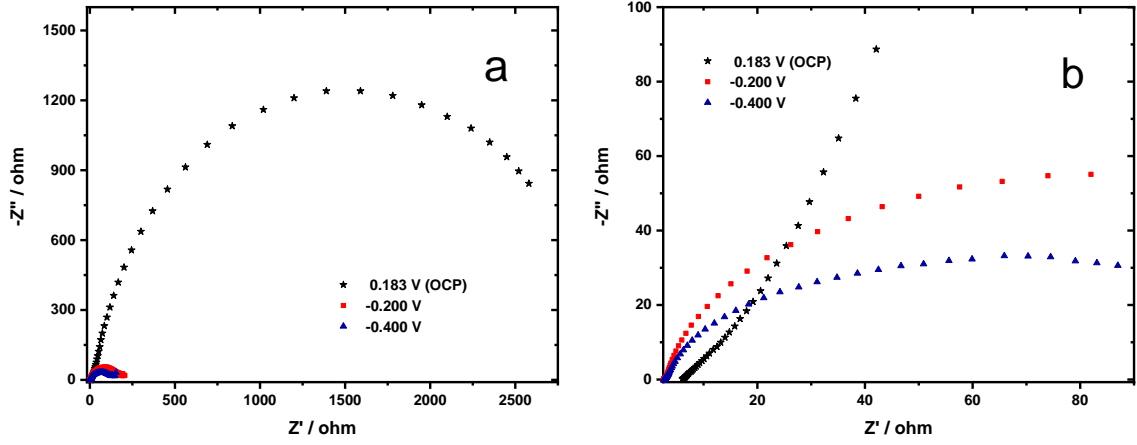 a
1500
1200
900
600
300
0
-Z'' / ohm
0.183 V (OCP)
-0.200 V
-0.400 V
0 500 1000 1500 2000 2500
Z' / ohm
b
100
80
60
40
20
0
-Z'' / ohm
0.183 V (OCP)
-0.200 V
-0.400 V
20 40 60 80
Z' / ohm